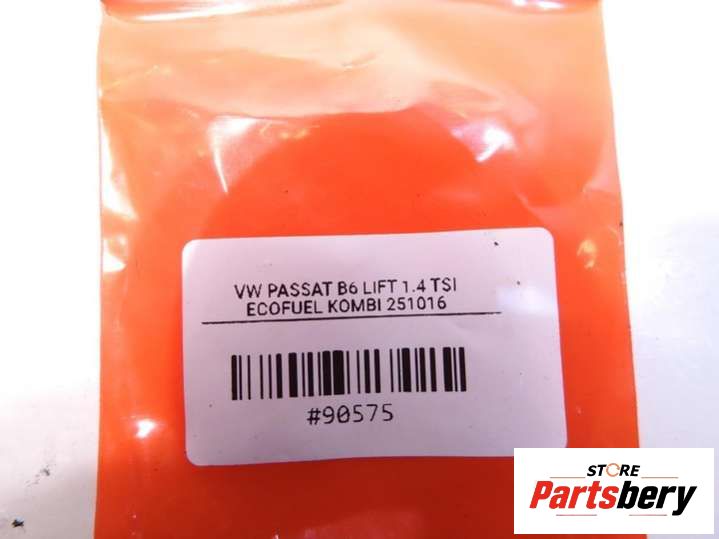 VW PASSAT B6 LIFT 1.4 TSI
ECOFUEL KOMBI 251016
#90575
STORE
Partsbery